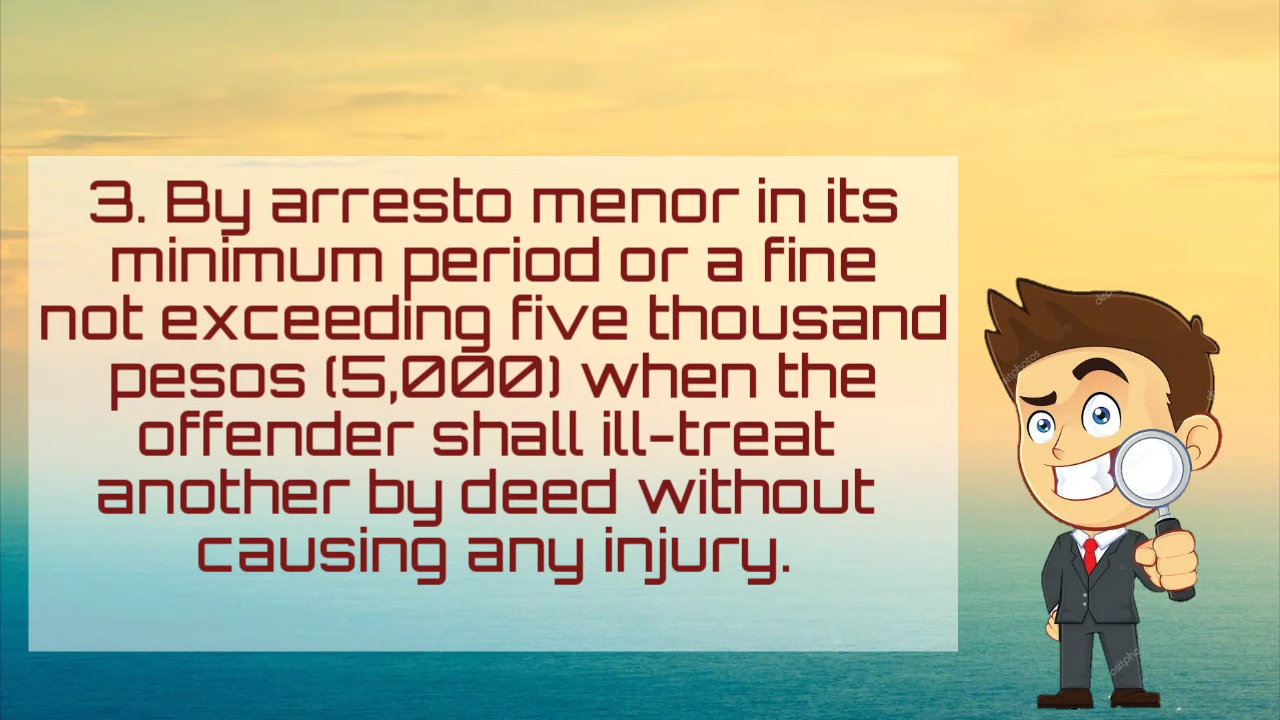 3. By arresto menor in its
minimum period or a fine
not exceeding five thousand
pesos (5,000) when the
offender shall ill-treat
another by deed without
causing any injury.